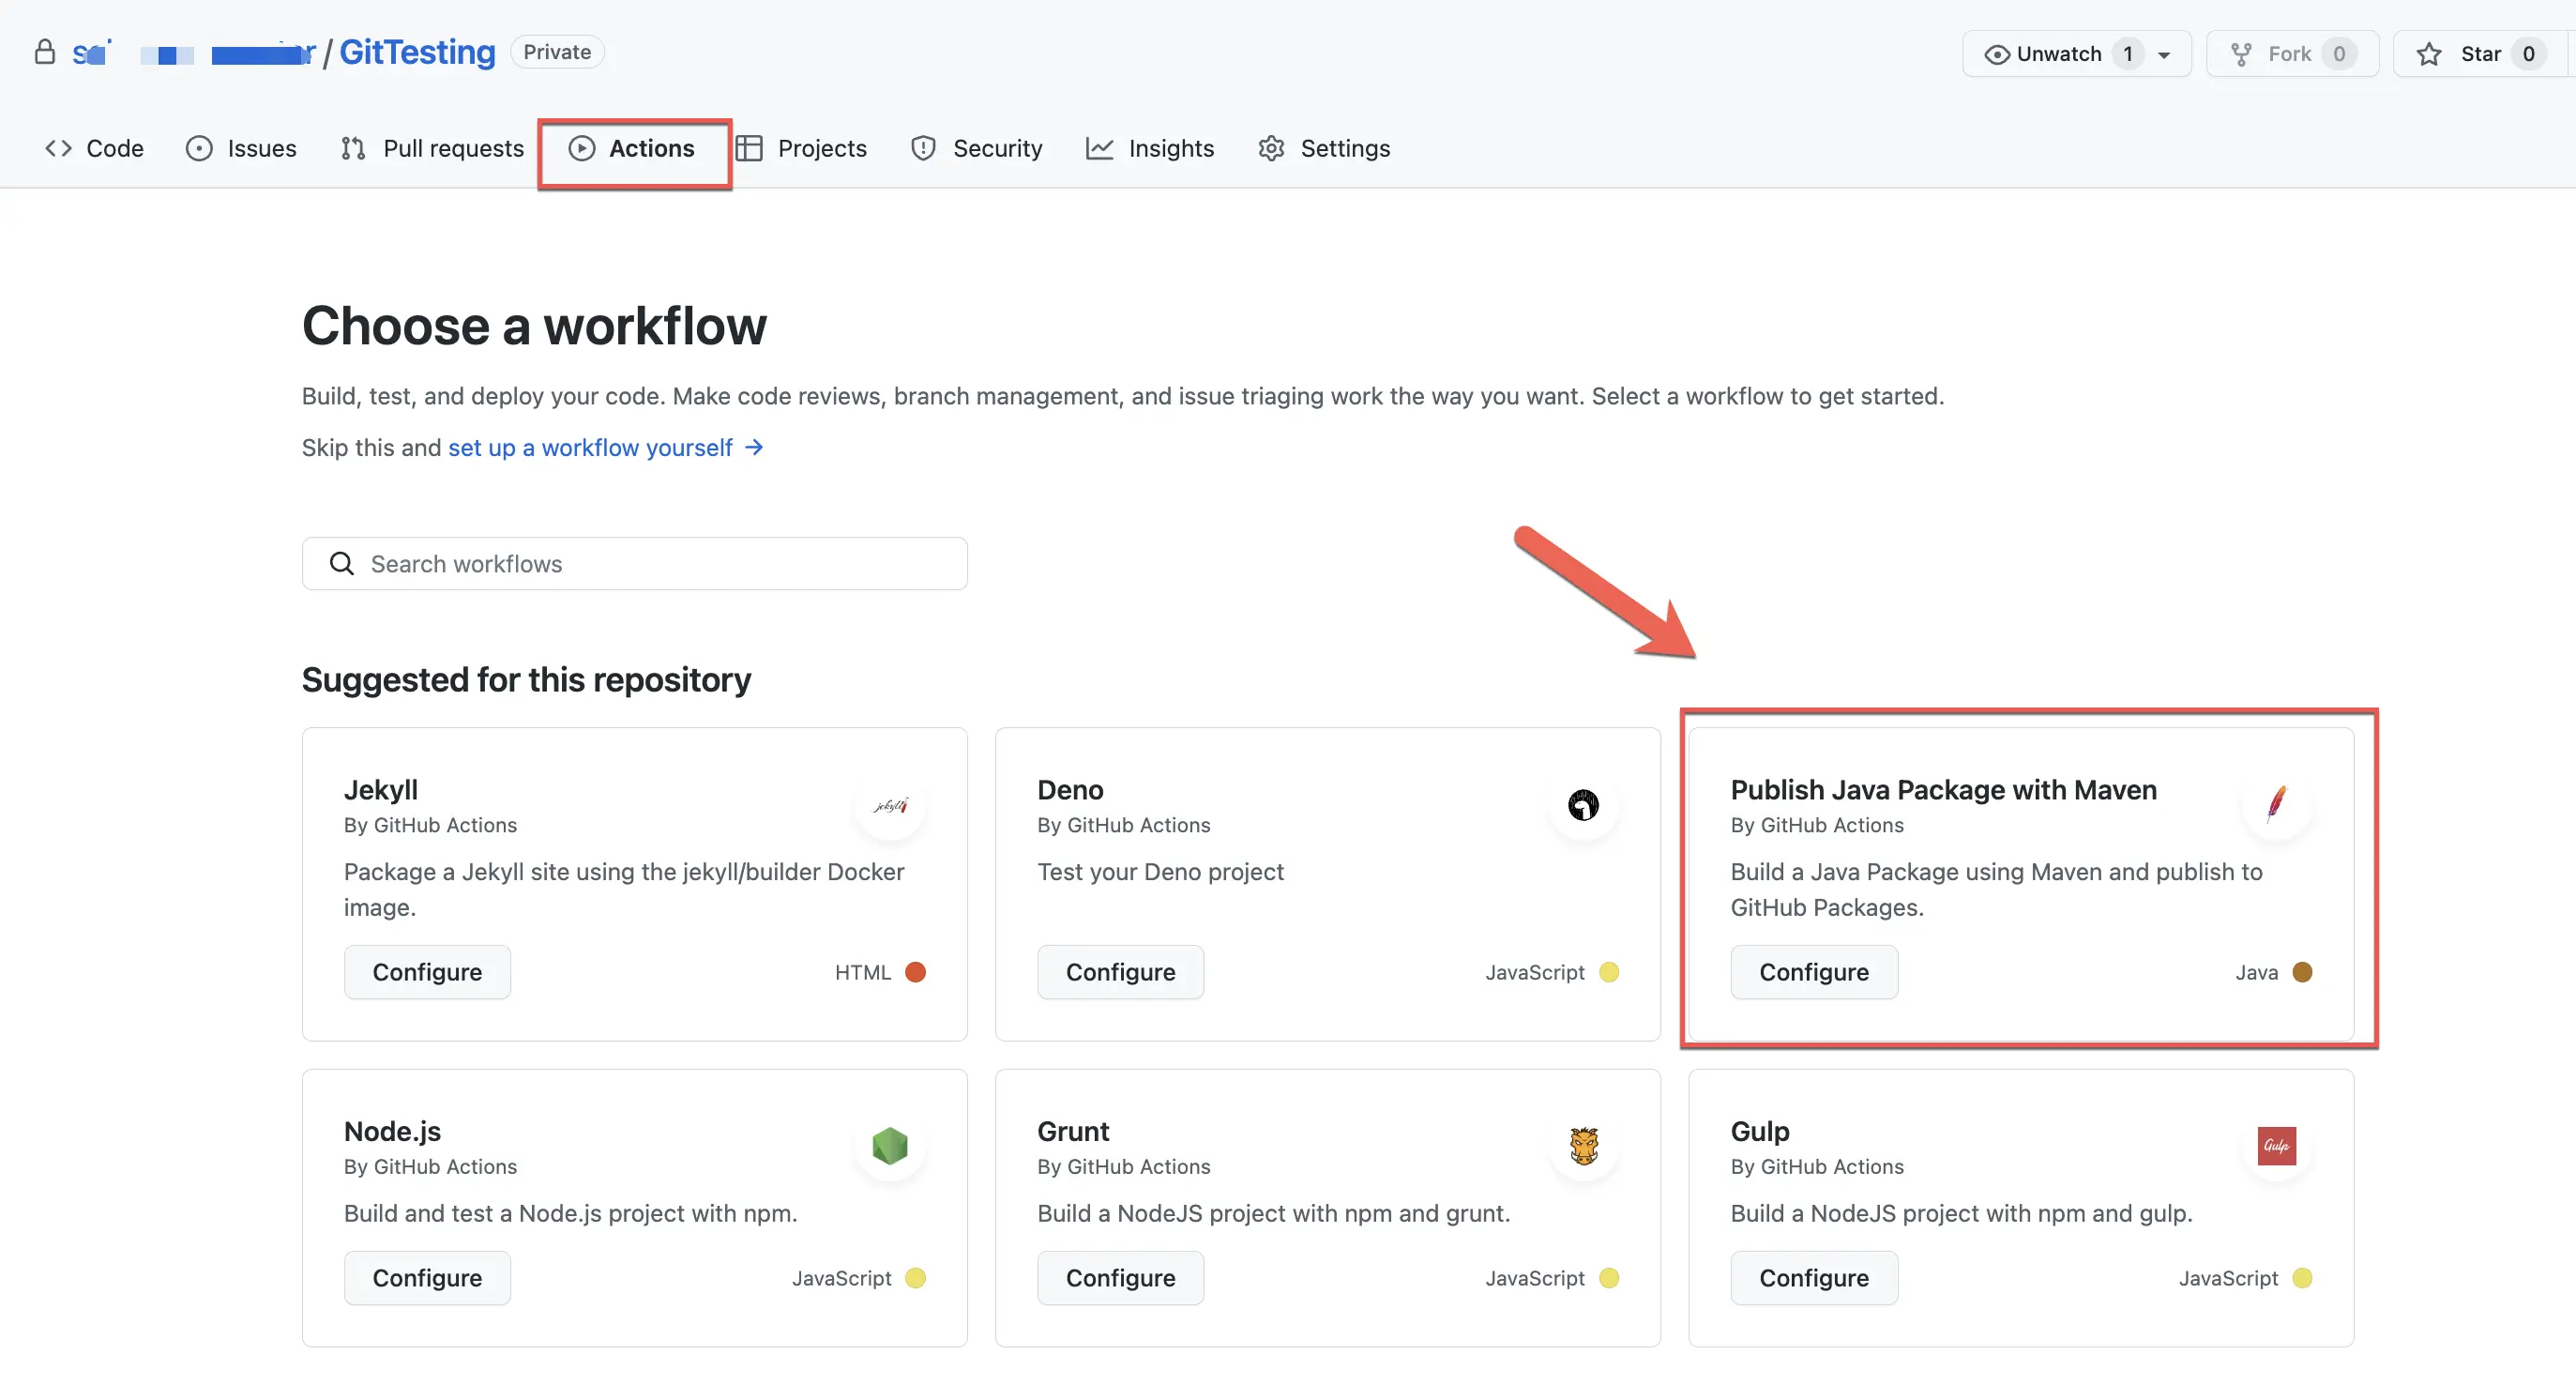 / GitTesting Private Unwatch 1 Fork 0 Star 0
Code Issues Pull requests Actions Projects Security Insights Settings
Choose a workflow
Build, test, and deploy your code. Make code reviews, branch management, and issue triaging work the way you want. Select a workflow to get started.
Skip this and set up a workflow yourself →
Search workflows
Suggested for this repository
Jekyll
By GitHub Actions
jekyll
Package a Jekyll site using the jekyll/builder Docker
image.
Configure HTML
Deno
By GitHub Actions
Test your Deno project
Configure JavaScript
Publish Java Package with Maven
By GitHub Actions
Build a Java Package using Maven and publish to
GitHub Packages.
Configure Java
Node.js
By GitHub Actions
Build and test a Node.js project with npm.
Configure JavaScript
Grunt
By GitHub Actions
Build a NodeJS project with npm and grunt.
Configure JavaScript
Gulp
By GitHub Actions
Gulp
Build a NodeJS project with npm and gulp.
Configure JavaScript